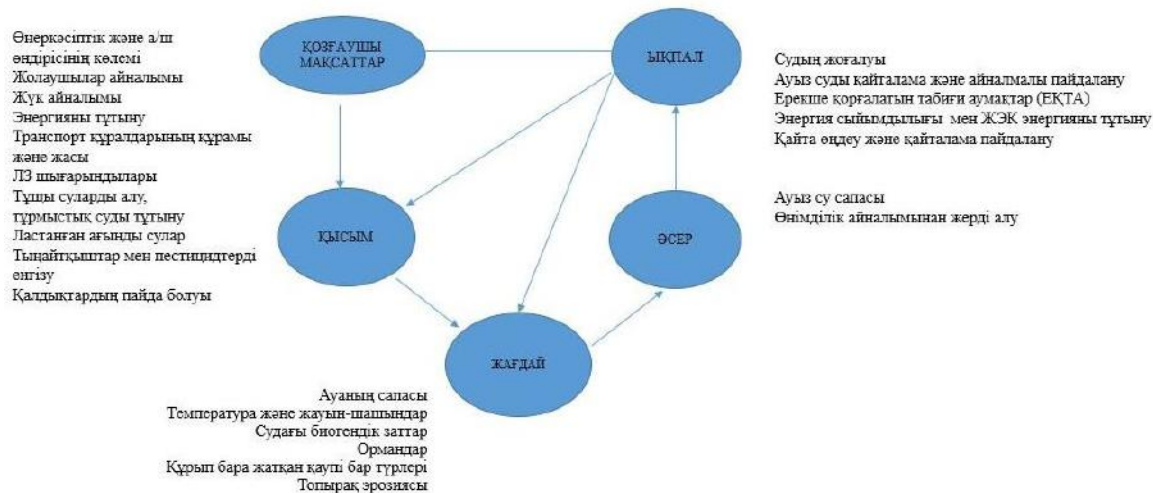 Өнеркәсіптік және а/ш
өндірісінің көлемі
Жолаушылар айналымы
Жүк айналымы
Энергияны тұтыну
Транспорт құралдарының құрамы
және жасы
ЛЗ шығарындылары
Тұщы суларды алу,
тұрмыстық суды тұтыну
Ластанған ағынды сулар
Тыңайтқыштар мен пестицидтерді
енгізу
Қалдықтардың пайда болуы
ҚОЗҒАУШЫ
МАҚСАТТАР
ЫҚПАЛ
Судың жоғалуы
Ауыз суды қайталама және айналмалы пайдалану
Ерекше қорғалатын табиғи аумақтар (ЕҚТА)
Энергия сыйымдылығы мен ЖЭК энергияны тұтыну
Қайта өңдеу және қайталама пайдалану
ҚЫСЫМ
ӘСЕР
Ауыз су сапасы
Өнімділік айналымынан жерді алу
ЖАҒДАЙ
Ауаның сапасы
Температура және жауын-шашындар
Судағы биогендік заттар
Ормандар
Құрып бара жатқан қаупі бар түрлері
Топырақ эрозиясы